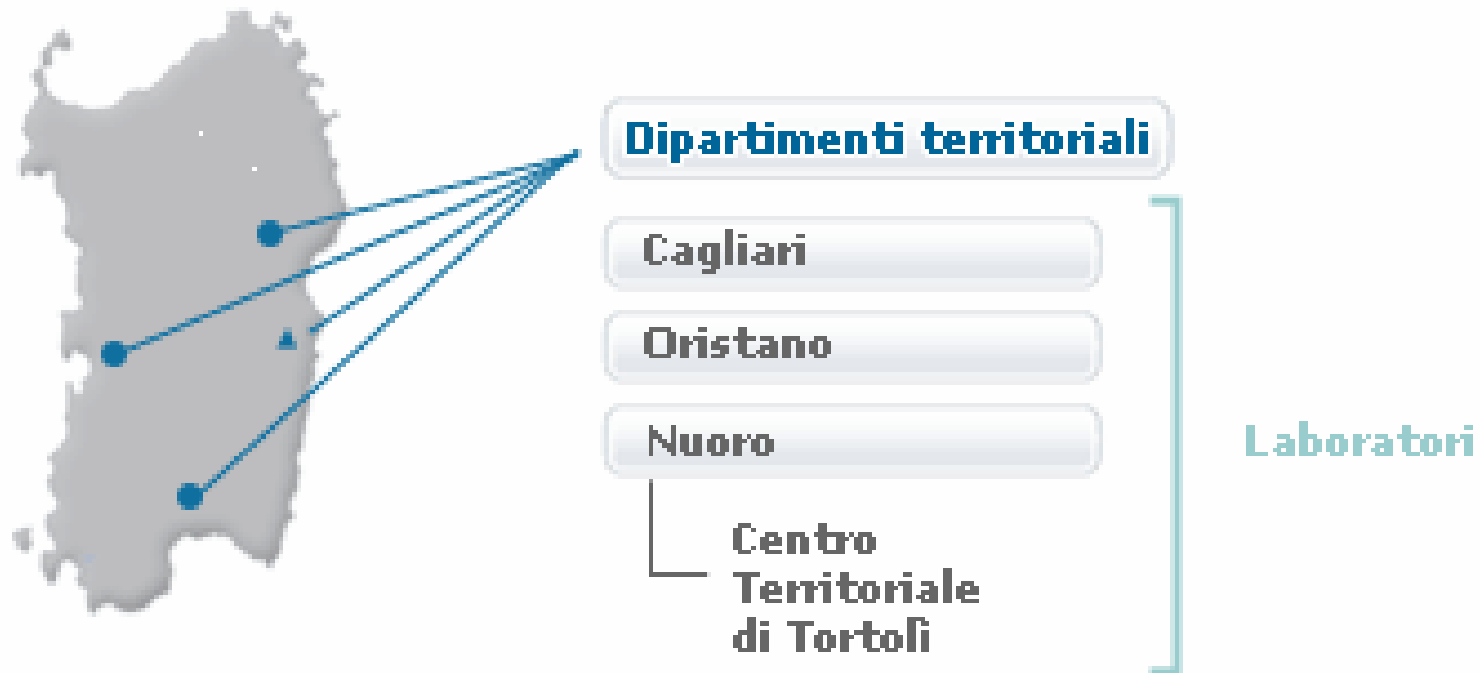 Dipartimenti territoriali
Cagliari
Oristano
Nuoro
Laboratori
Centro
Territoriale
di Tortolì